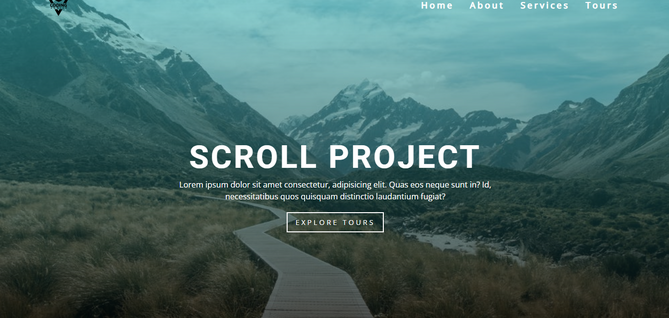 Home About Services Tours
SCROLL PROJECT
Lorem ipsum dolor sit amet consectetur, adipisicing elit. Quas eos neque sunt in? Id,
necessitatibus quos quisquam distinctio laudantium fugiat?
EXPLORE TOURS